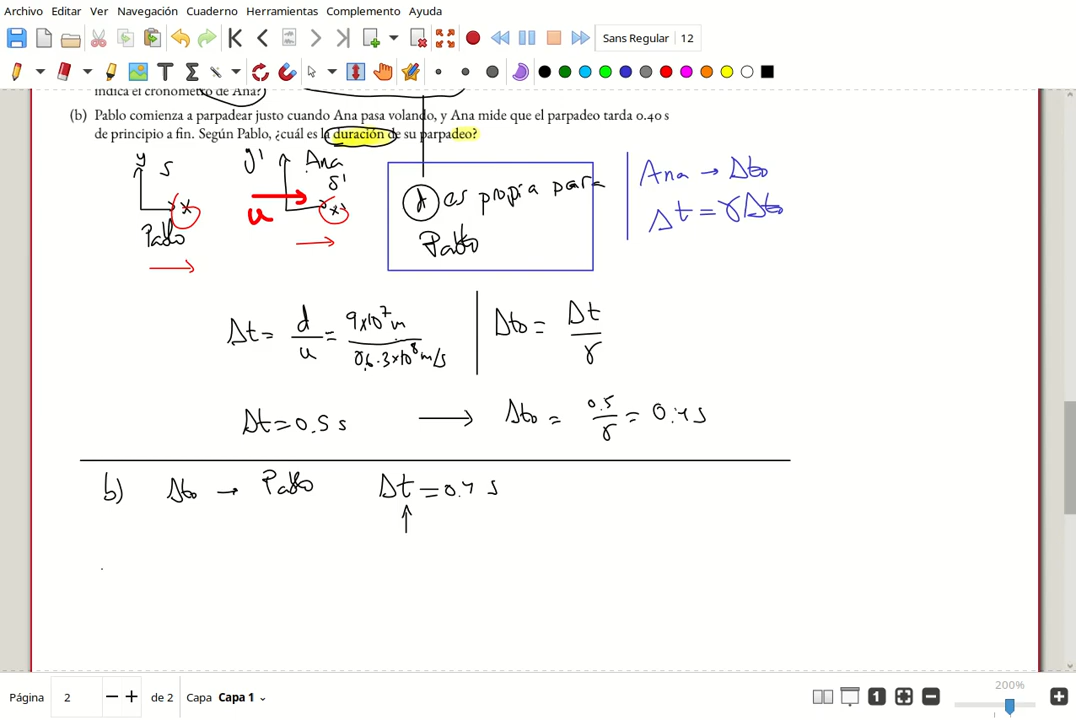 Archivo Editar Ver Navegación Cuaderno Herramientas Complemento Ayuda
Sans Regular 12
indica el cronómetro de Ana?
(b) Pablo comienza a parpadear justo cuando Ana pasa volando, y Ana mide que el parpadeo tarda 0.40 s
de principio a fin. Según Pablo, ¿cuál es la duración de su parpadeo?
y S
x
Pablo
y' Ana
S'
x'
u
d es propia para
Pablo
Ana → Δt₀
Δt = γΔt₀
Δt = d/u = 9x10⁷m / 0.6·3x10⁸m/s
Δt₀ = Δt/γ
Δt = 0.5 s → Δt₀ = 0.5/γ = 0.4 s
b) Δt₀ → Pablo Δt = 0.4 s
Página 2 de 2 Capa Capa 1
200%